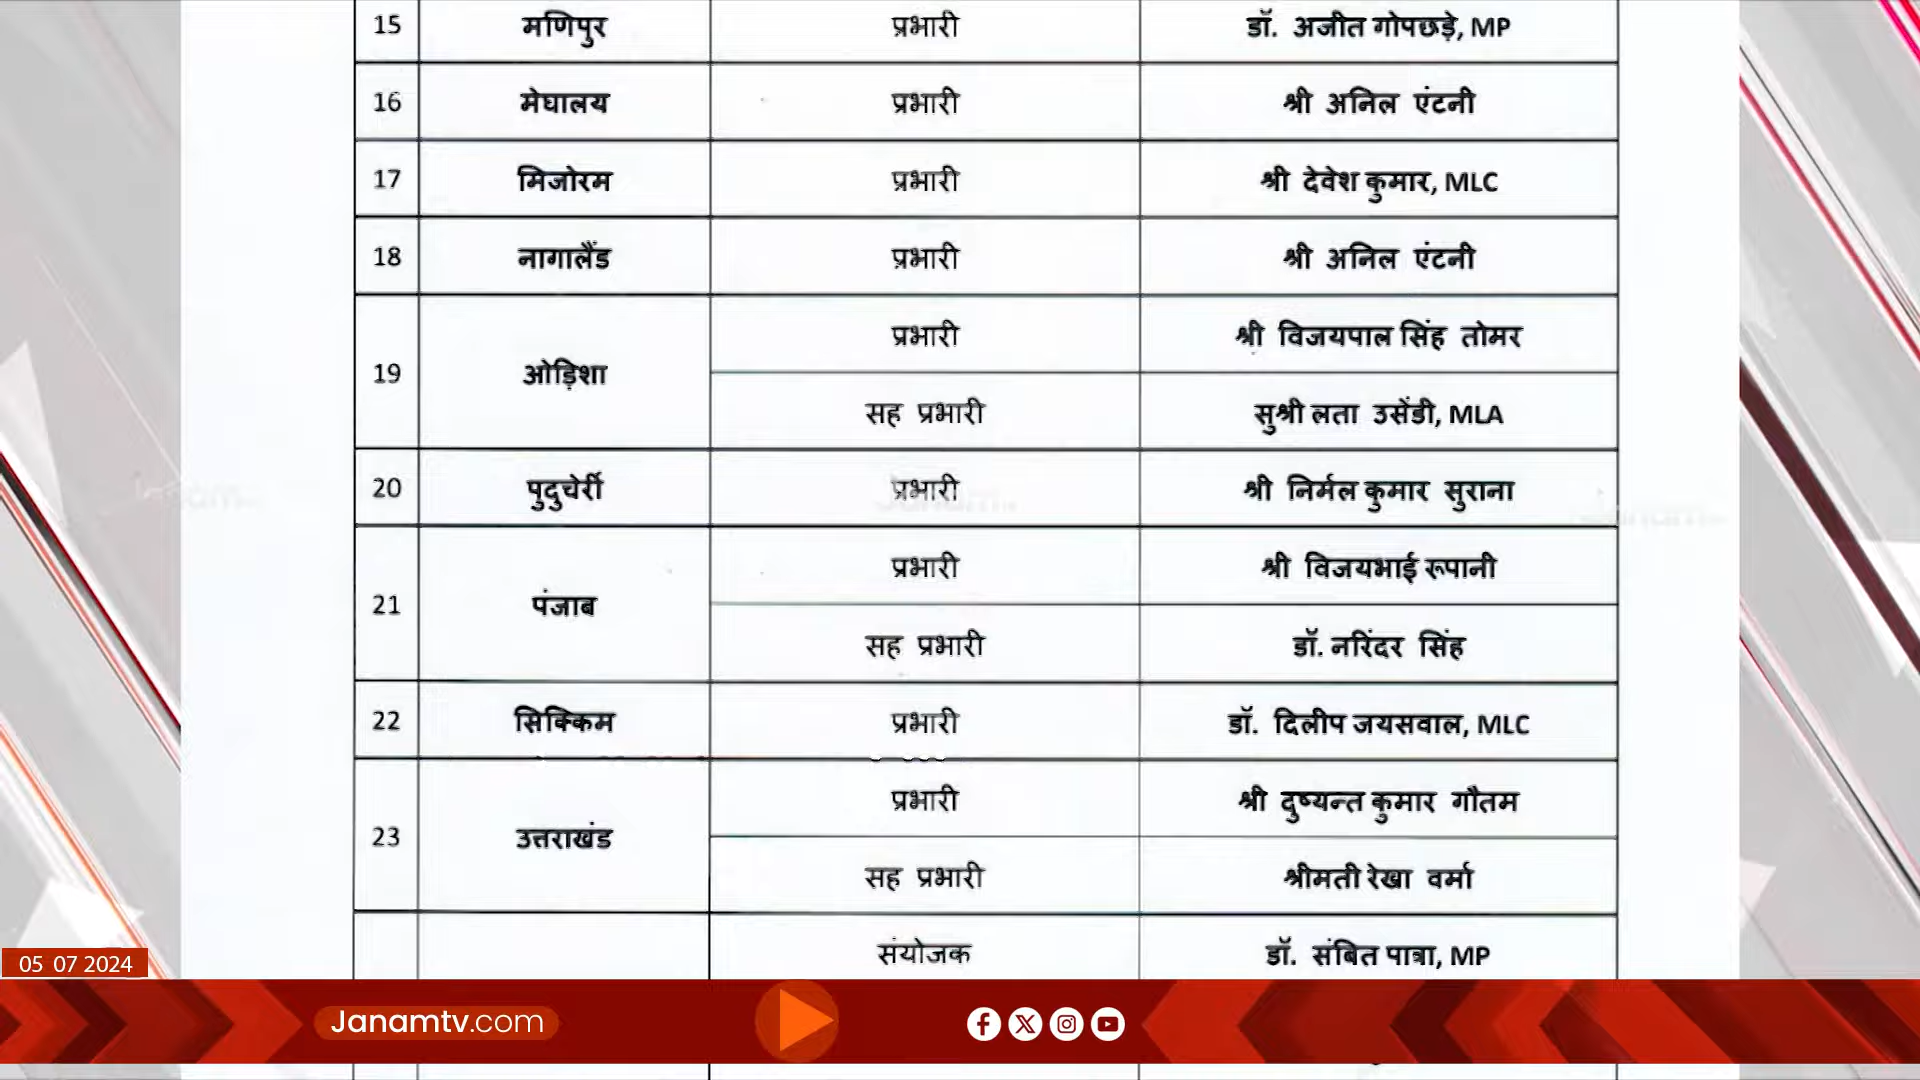 15 मणिपुर प्रभारी डॉ. अजीत गोपछड़े, MP
16 मेघालय प्रभारी श्री अनिल एंटनी
17 मिजोरम प्रभारी श्री देवेश कुमार, MLC
18 नागालैंड प्रभारी श्री अनिल एंटनी
19 ओड़िशा प्रभारी श्री विजयपाल सिंह तोमर
सह प्रभारी सुश्री लता उसेंडी, MLA
20 पुदुचेर्री प्रभारी श्री निर्मल कुमार सुराना
21 पंजाब प्रभारी श्री विजयभाई रूपानी
सह प्रभारी डॉ. नरिंदर सिंह
22 सिक्किम प्रभारी डॉ. दिलीप जयसवाल, MLC
23 उत्तराखंड प्रभारी श्री दुष्यन्त कुमार गौतम
सह प्रभारी श्रीमती रेखा वर्मा
संयोजक डॉ. संबित पात्रा, MP
05 07 2024
Janamtv.com